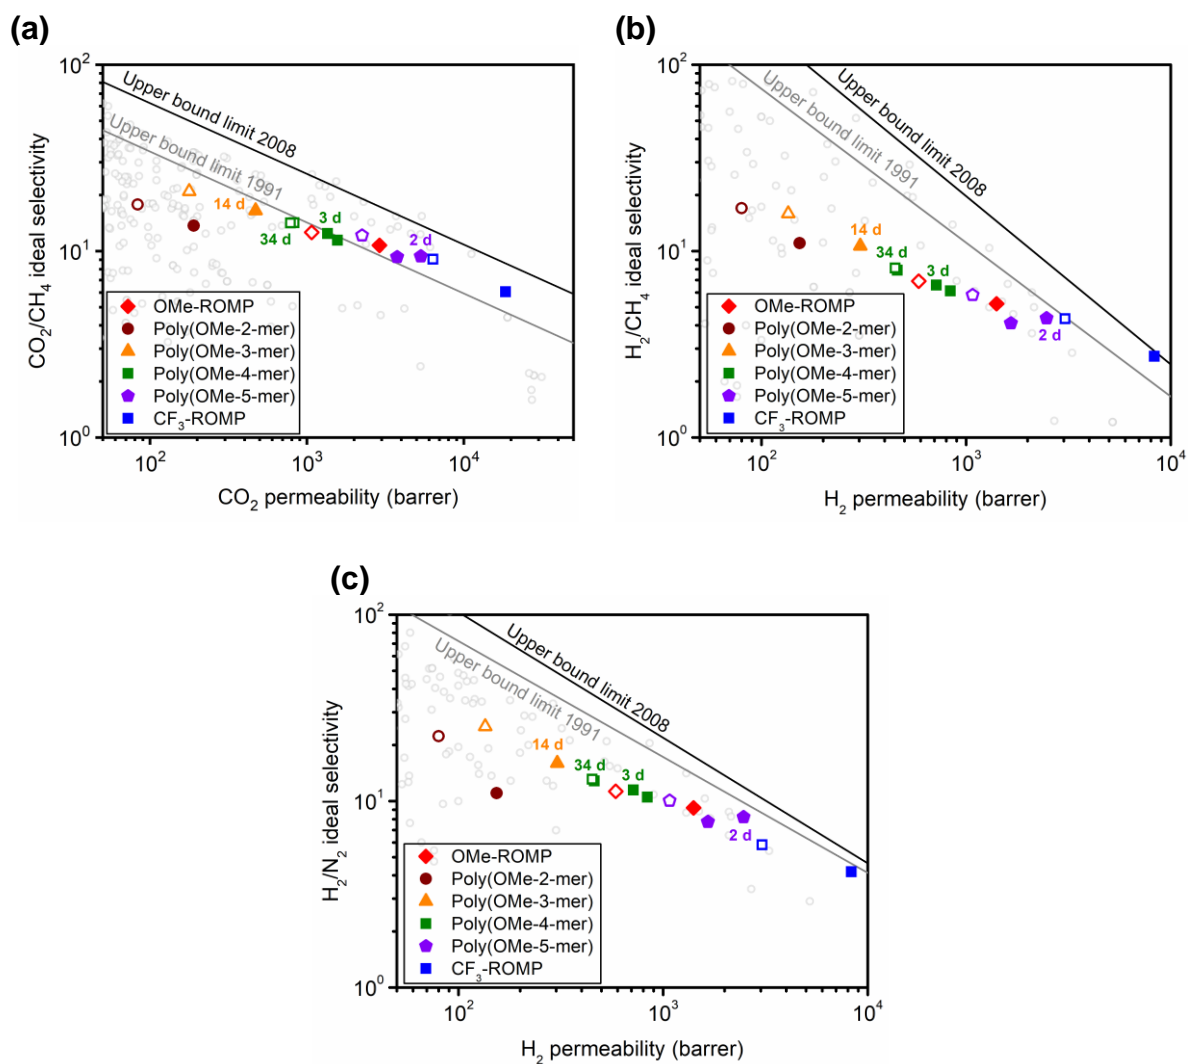 (a)
10²
10¹
10⁰
CO₂/CH₄ ideal selectivity
Upper bound limit 2008
Upper bound limit 1991
14 d
34 d
3 d
2 d
OMe-ROMP
Poly(OMe-2-mer)
Poly(OMe-3-mer)
Poly(OMe-4-mer)
Poly(OMe-5-mer)
CF₃-ROMP
10² 10³ 10⁴
CO₂ permeability (barrer)
(b)
10²
10¹
10⁰
H₂/CH₄ ideal selectivity
Upper bound limit 2008
Upper bound limit 1991
14 d
34 d
3 d
2 d
OMe-ROMP
Poly(OMe-2-mer)
Poly(OMe-3-mer)
Poly(OMe-4-mer)
Poly(OMe-5-mer)
CF₃-ROMP
10² 10³ 10⁴
H₂ permeability (barrer)
(c)
10²
10¹
10⁰
H₂/N₂ ideal selectivity
Upper bound limit 2008
Upper bound limit 1991
14 d
34 d
3 d
2 d
OMe-ROMP
Poly(OMe-2-mer)
Poly(OMe-3-mer)
Poly(OMe-4-mer)
Poly(OMe-5-mer)
CF₃-ROMP
10² 10³ 10⁴
H₂ permeability (barrer)